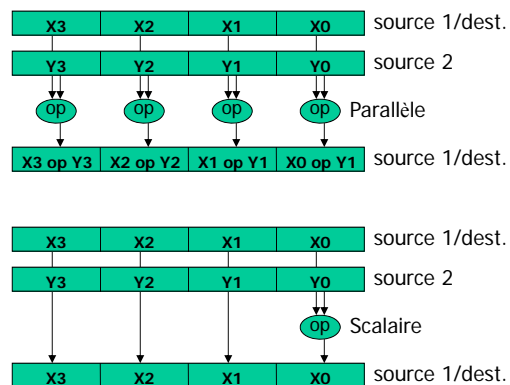 X3 X2 X1 X0 source 1/dest.
Y3 Y2 Y1 Y0 source 2
op op op op Parallèle
X3 op Y3 X2 op Y2 X1 op Y1 X0 op Y1 source 1/dest.
X3 X2 X1 X0 source 1/dest.
Y3 Y2 Y1 Y0 source 2
op Scalaire
X3 X2 X1 X0 source 1/dest.